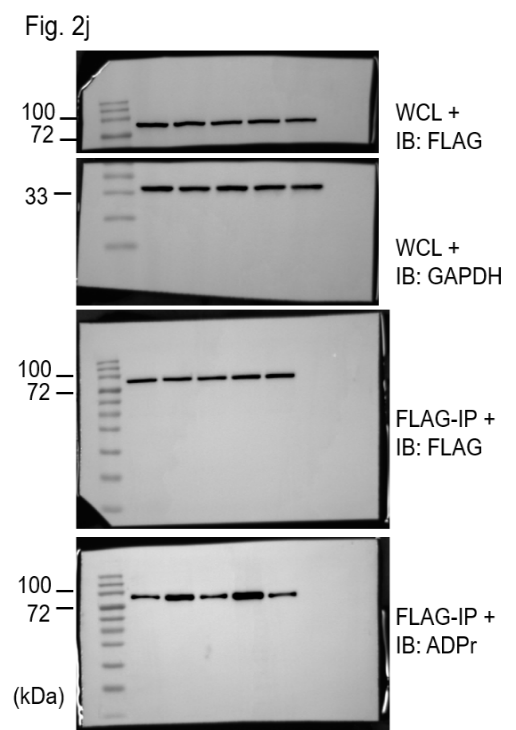 Fig. 2j
100
72
WCL +
IB: FLAG
33
WCL +
IB: GAPDH
100
72
FLAG-IP +
IB: FLAG
100
72
FLAG-IP +
IB: ADPr
(kDa)